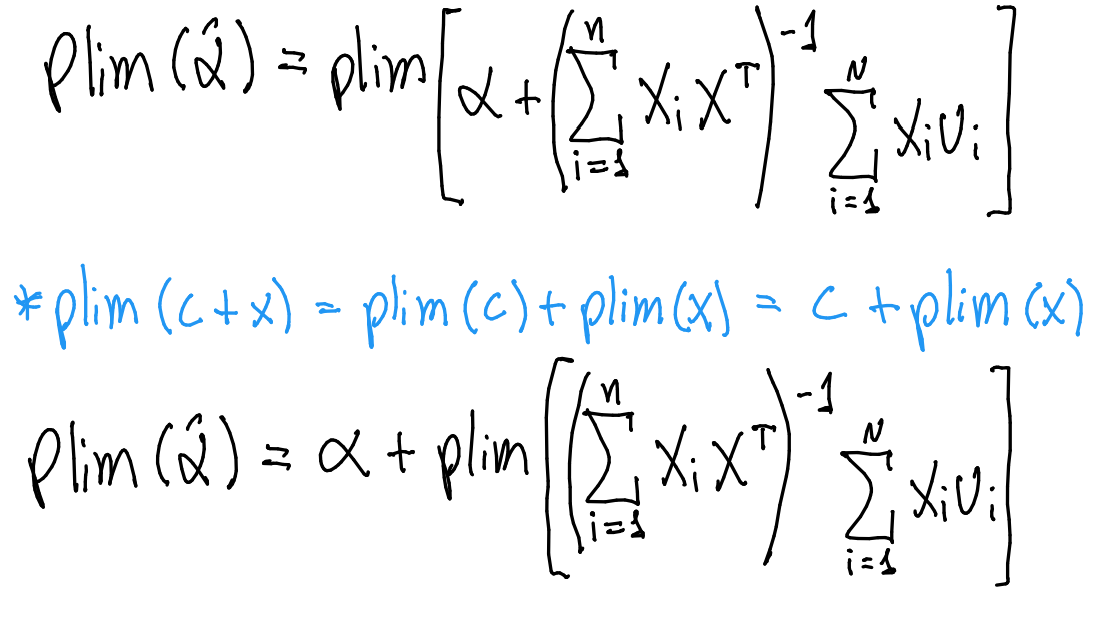 plim(α̂) = plim[α + (∑_{i=1}^{n} X_i X^T)^{-1} ∑_{i=1}^{N} X_i U_i]
*plim(c+x) = plim(c) + plim(x) = c + plim(x)
plim(α̂) = α + plim[(∑_{i=1}^{n} X_i X^T)^{-1} ∑_{i=1}^{N} X_i U_i]